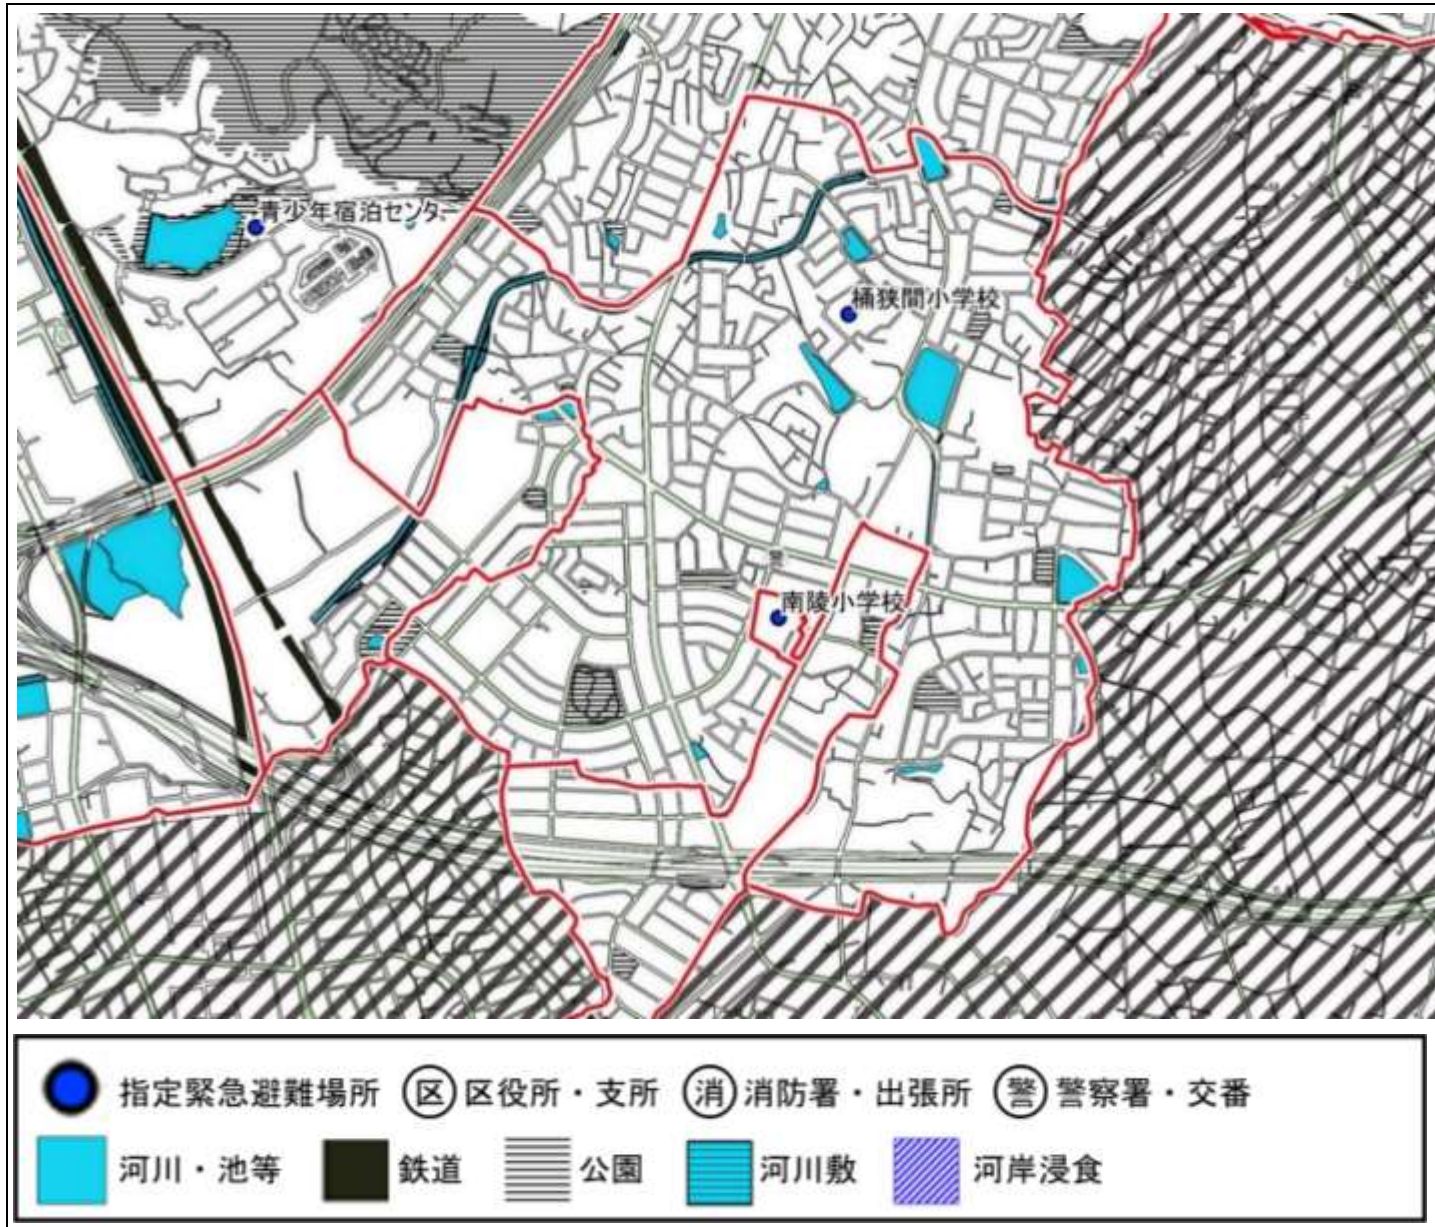 青少年宿泊センター
桶狭間小学校
警
南陵小学校
指定緊急避難場所 区 区役所・支所 消 消防署・出張所 警 警察署・交番
河川・池等 鉄道 公園 河川敷 河岸浸食